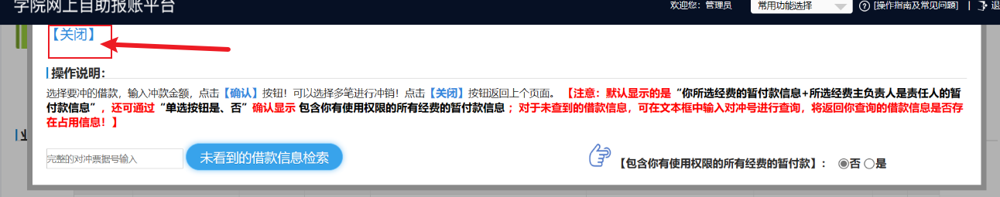 学院网上自助报账平台
欢迎您：管理员 常用功能选择 [操作指南及常见问题] | 退
【关闭】
操作说明：
选择要冲的借款，输入冲款金额，点击【确认】按钮！可以选择多笔进行冲销！点击【关闭】按钮返回上个页面。【注意：默认显示的是“你所选经费的暂付款信息+所选经费主负责人是责任人的暂
付款信息”，还可通过“单选按钮是、否”确认显示 包含你有使用权限的所有经费的暂付款信息 ；对于未查到的借款信息，可在文本框中输入对冲号进行查询，将返回你查询的借款信息是否存
在占用信息！】
业
完整的对冲票据号输入 未看到的借款信息检索 【包含你有使用权限的所有经费的暂付款】： 否 是